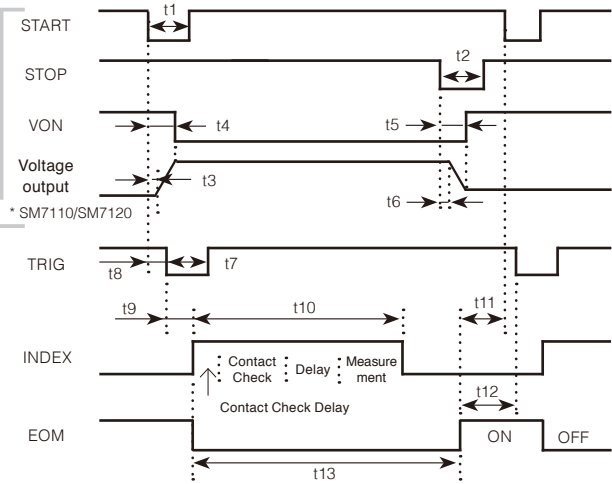 t1
START
t2
STOP
VON
t4
t5
Voltage
output
t3
t6
* SM7110/SM7120
TRIG
t8
t7
t9
t10
t11
INDEX
Contact
Check
Delay
Measure
ment
t12
Contact Check Delay
EOM
ON
OFF
t13